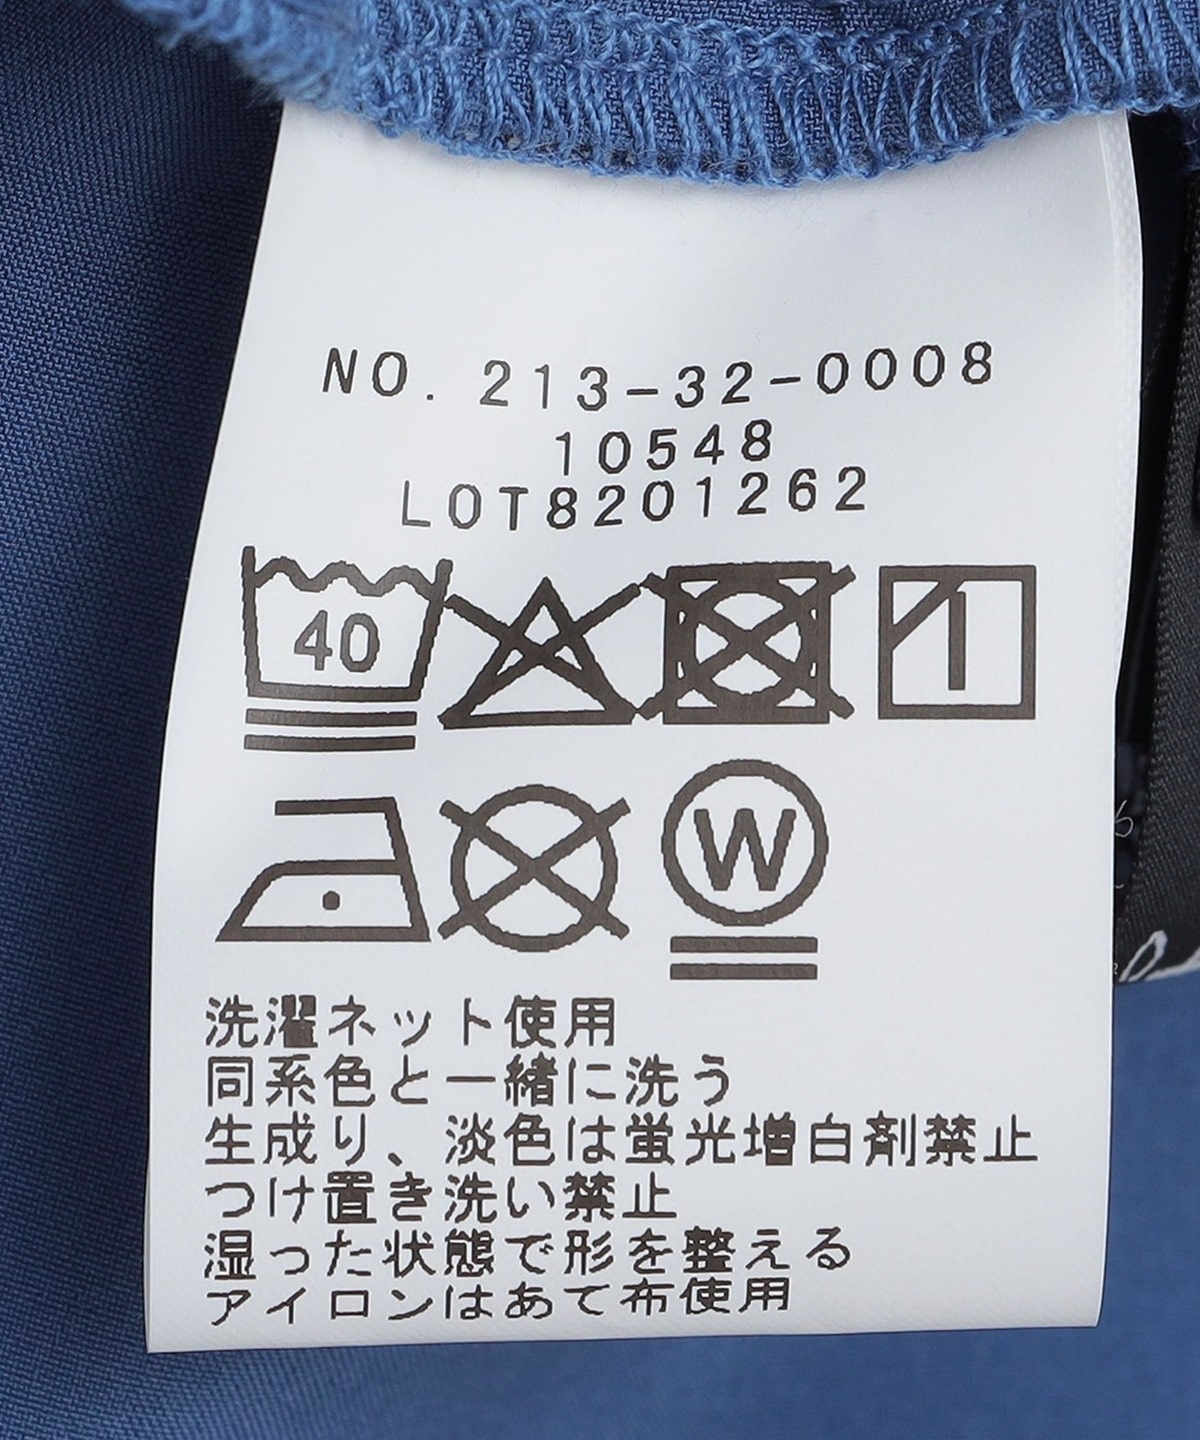 NO. 213-32-0008
10548
LOT8201262
40
W
洗濯ネット使用
同系色と一緒に洗う
生成り、淡色は蛍光増白剤禁止
つけ置き洗い禁止
湿った状態で形を整える
アイロンはあて布使用